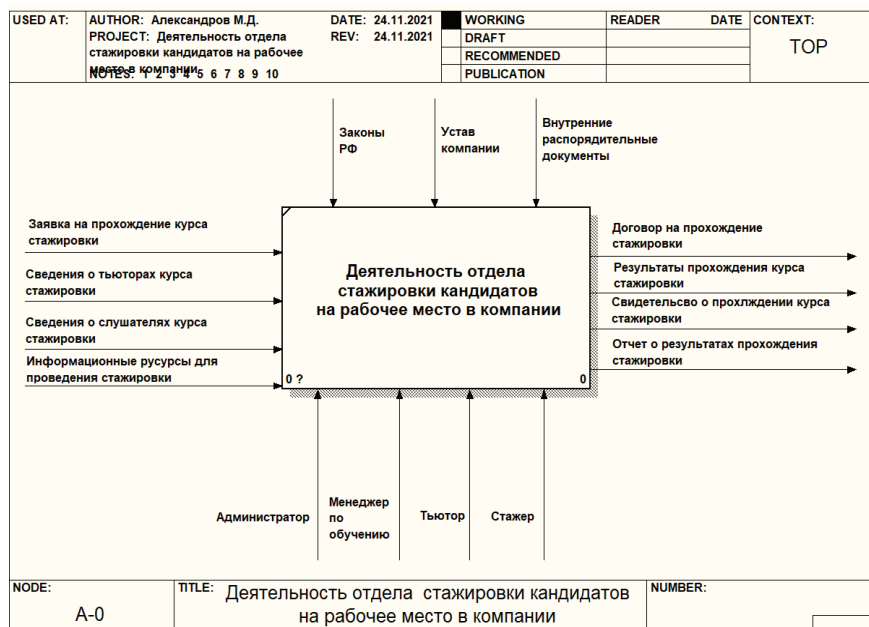 USED AT:
AUTHOR: Александров М.Д.
DATE: 24.11.2021
WORKING
READER
DATE
CONTEXT:
PROJECT: Деятельность отдела
REV: 24.11.2021
DRAFT
TOP
стажировки кандидатов на рабочее
RECOMMENDED
место в компании
NOTES: 1 2 3 4 5 6 7 8 9 10
PUBLICATION
Законы
РФ
Устав
компании
Внутренние
распорядительные
документы
Заявка на прохождение курса
стажировки
Сведения о тьюторах курса
стажировки
Сведения о слушателях курса
стажировки
Информационные русурсы для
проведения стажировки
Деятельность отдела
стажировки кандидатов
на рабочее место в компании
0 ?
0
Договор на прохождение
стажировки
Результаты прохождения курса
стажировки
Свидетельсво о прохлждении курса
стажировки
Отчет о результатах прохождения
стажировки
Администратор
Менеджер
по
обучению
Тьютор
Стажер
NODE:
A-0
TITLE:
Деятельность отдела стажировки кандидатов
на рабочее место в компании
NUMBER: